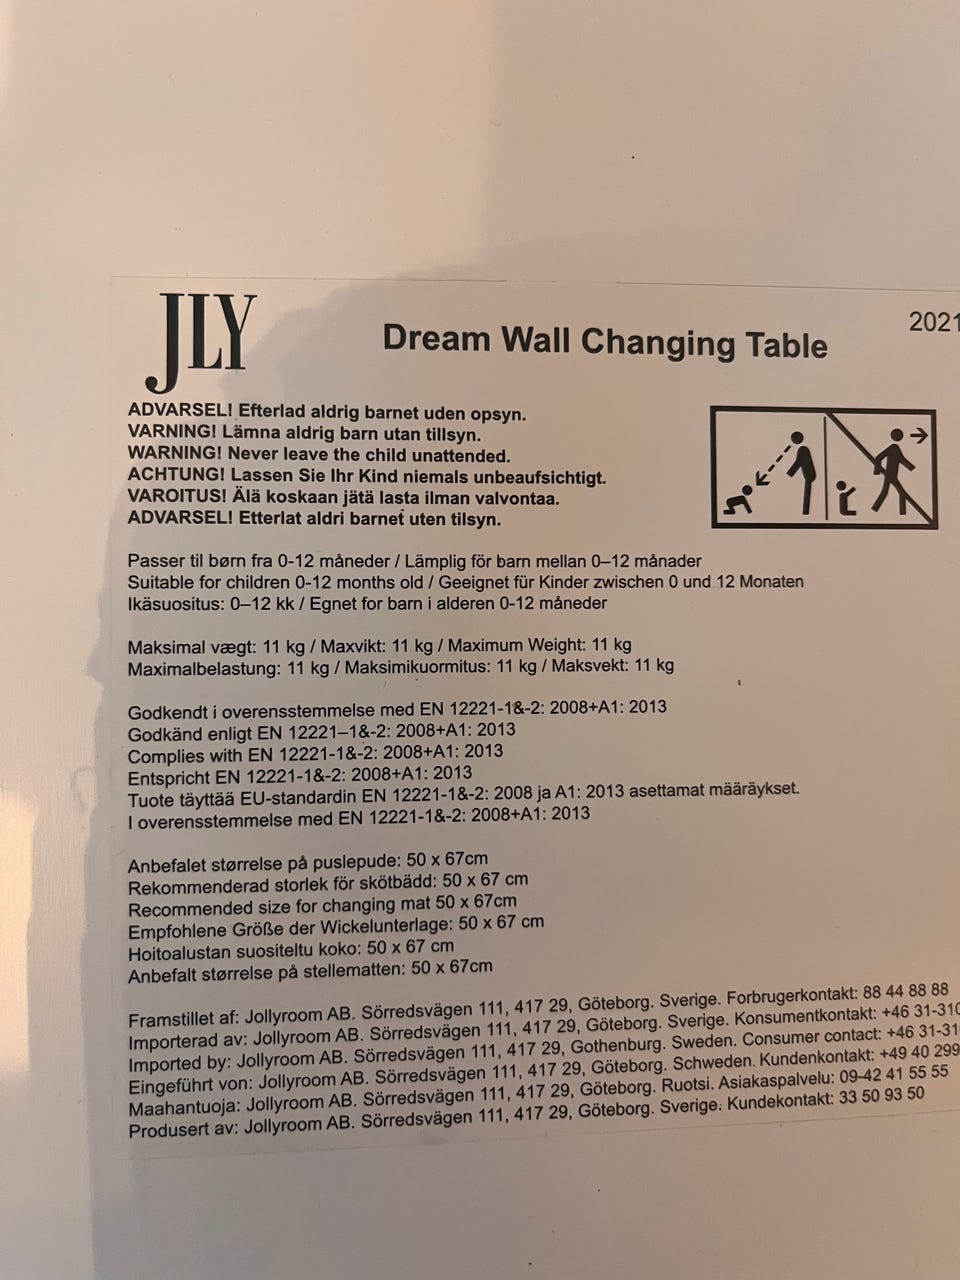 JLY
Dream Wall Changing Table
2021
ADVARSEL! Efterlad aldrig barnet uden opsyn.
VARNING! Lämna aldrig barn utan tillsyn.
WARNING! Never leave the child unattended.
ACHTUNG! Lassen Sie Ihr Kind niemals unbeaufsichtigt.
VAROITUS! Älä koskaan jätä lasta ilman valvontaa.
ADVARSEL! Etterlat aldri barnet uten tilsyn.
Passer til børn fra 0-12 måneder / Lämplig för barn mellan 0–12 månader
Suitable for children 0-12 months old / Geeignet für Kinder zwischen 0 und 12 Monaten
Ikäsuositus: 0–12 kk / Egnet for barn i alderen 0-12 måneder
Maksimal vægt: 11 kg / Maxvikt: 11 kg / Maximum Weight: 11 kg
Maximalbelastung: 11 kg / Maksimikuormitus: 11 kg / Maksvekt: 11 kg
Godkendt i overensstemmelse med EN 12221-1&-2: 2008+A1: 2013
Godkänd enligt EN 12221–1&-2: 2008+A1: 2013
Complies with EN 12221-1&-2: 2008+A1: 2013
Entspricht EN 12221-1&-2: 2008+A1: 2013
Tuote täyttää EU-standardin EN 12221-1&-2: 2008 ja A1: 2013 asettamat määräykset.
I overensstemmelse med EN 12221-1&-2: 2008+A1: 2013
Anbefalet størrelse på puslepude: 50 x 67cm
Rekommenderad storlek för skötbädd: 50 x 67 cm
Recommended size for changing mat 50 x 67cm
Empfohlene Größe der Wickelunterlage: 50 x 67 cm
Hoitoalustan suositeltu koko: 50 x 67 cm
Anbefalt størrelse på stellematten: 50 x 67cm
Framstillet af: Jollyroom AB. Sörredsvägen 111, 417 29, Göteborg. Sverige. Forbrugerkontakt: 88 44 88 88
Importerad av: Jollyroom AB. Sörredsvägen 111, 417 29, Göteborg. Sverige. Konsumentkontakt: +46 31-310
Imported by: Jollyroom AB. Sörredsvägen 111, 417 29, Gothenburg. Sweden. Consumer contact: +46 31-31
Eingeführt von: Jollyroom AB. Sörredsvägen 111, 417 29, Göteborg. Schweden. Kundenkontakt: +49 40 299
Maahantuoja: Jollyroom AB. Sörredsvägen 111, 417 29, Göteborg. Ruotsi. Asiakaspalvelu: 09-42 41 55 55
Produsert av: Jollyroom AB. Sörredsvägen 111, 417 29, Göteborg. Sverige. Kundekontakt: 33 50 93 50